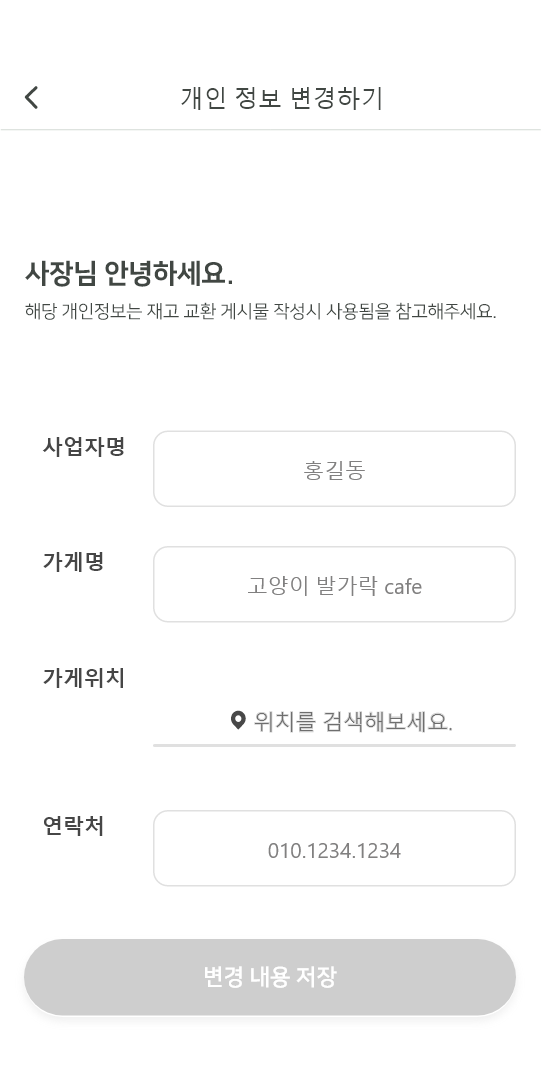 개인 정보 변경하기
사장님 안녕하세요.
해당 개인정보는 재고 교환 게시물 작성시 사용됨을 참고해주세요.
사업자명
홍길동
가게명
고양이 발가락 cafe
가게위치
위치를 검색해보세요.
연락처
010.1234.1234
변경 내용 저장